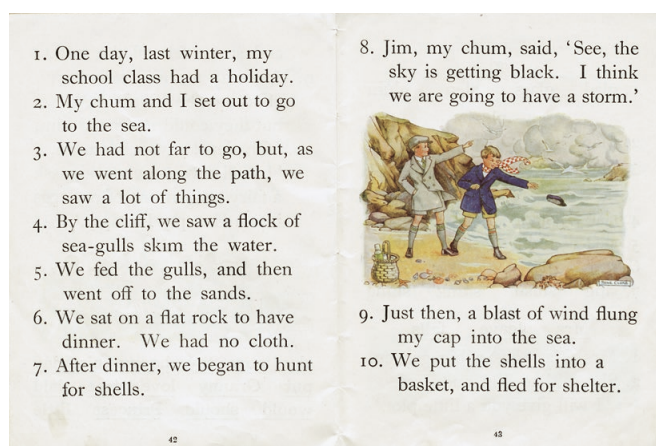 1. One day, last winter, my
school class had a holiday.
2. My chum and I set out to go
to the sea.
3. We had not far to go, but, as
we went along the path, we
saw a lot of things.
4. By the cliff, we saw a flock of
sea-gulls skim the water.
5. We fed the gulls, and then
went off to the sands.
6. We sat on a flat rock to have
dinner. We had no cloth.
7. After dinner, we began to hunt
for shells.
42
8. Jim, my chum, said, ‘See, the
sky is getting black. I think
we are going to have a storm.’
9. Just then, a blast of wind flung
my cap into the sea.
10. We put the shells into a
basket, and fled for shelter.
43